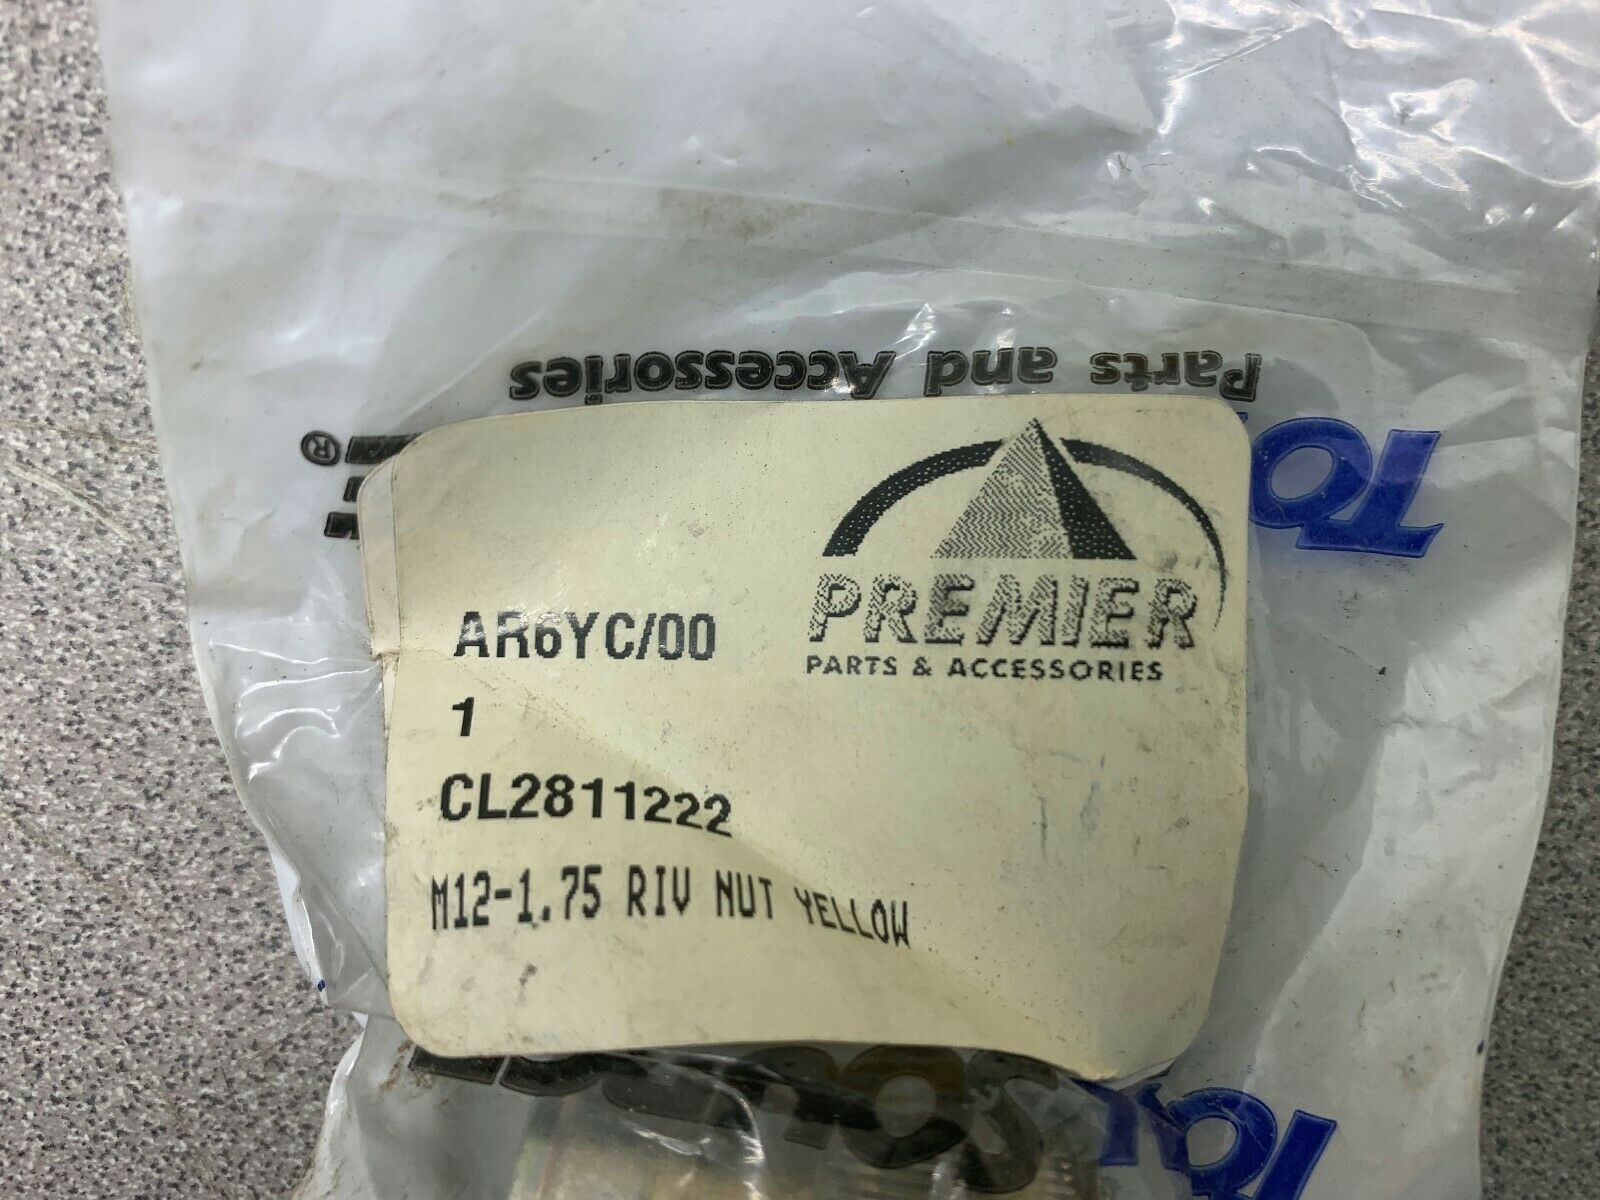 Parts and Accessories
®
PREMIER
PARTS & ACCESSORIES
AR6YC/00
1
CL2811222
M12-1.75 RIV NUT YELLOW